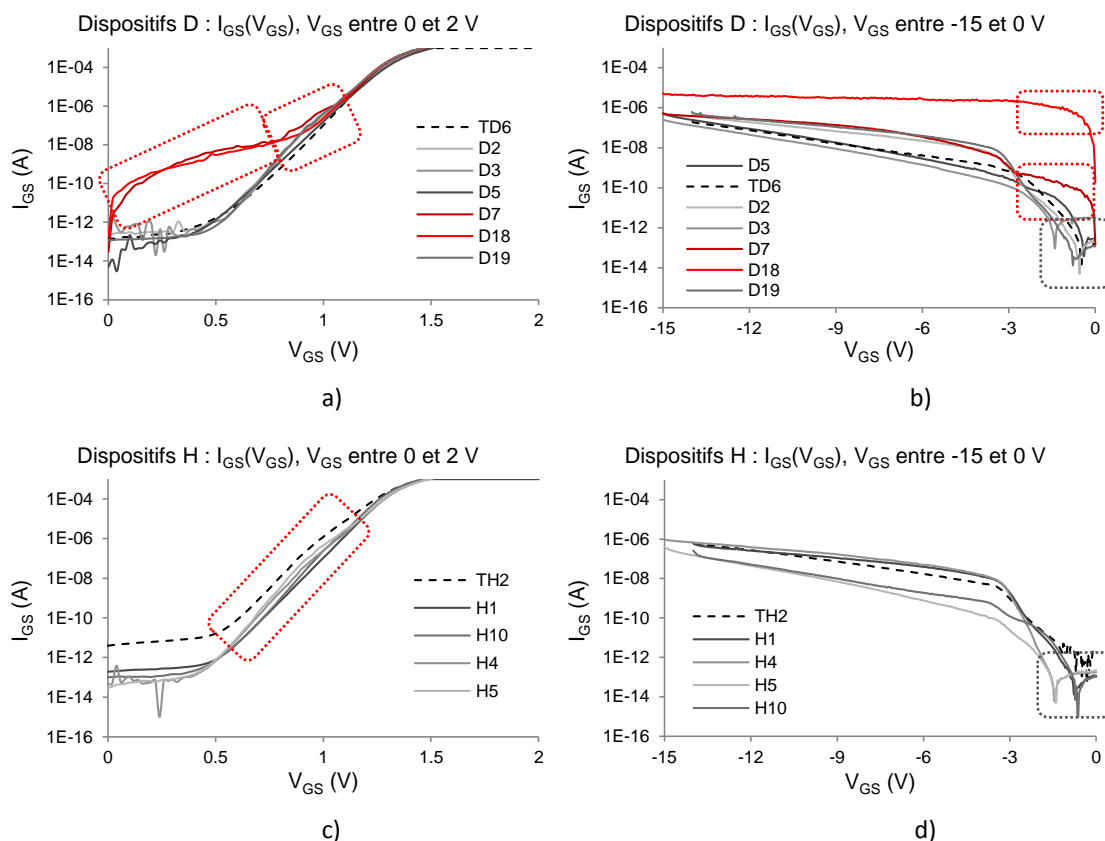 Dispositifs D : IGS(VGS), VGS entre 0 et 2 V
1E-04
1E-06
1E-08
1E-10
1E-12
1E-14
1E-16
IGS (A)
0
0.5
1
1.5
2
VGS (V)
TD6
D2
D3
D5
D7
D18
D19
a)
Dispositifs D : IGS(VGS), VGS entre -15 et 0 V
1E-04
1E-06
1E-08
1E-10
1E-12
1E-14
1E-16
IGS (A)
-15
-12
-9
-6
-3
0
VGS (V)
D5
TD6
D2
D3
D7
D18
D19
b)
Dispositifs H : IGS(VGS), VGS entre 0 et 2 V
1E-04
1E-06
1E-08
1E-10
1E-12
1E-14
1E-16
IGS (A)
0
0.5
1
1.5
2
VGS (V)
TH2
H1
H10
H4
H5
c)
Dispositifs H : IGS(VGS), VGS entre -15 et 0 V
1E-04
1E-06
1E-08
1E-10
1E-12
1E-14
1E-16
IGS (A)
-15
-12
-9
-6
-3
0
VGS (V)
TH2
H1
H4
H5
H10
d)